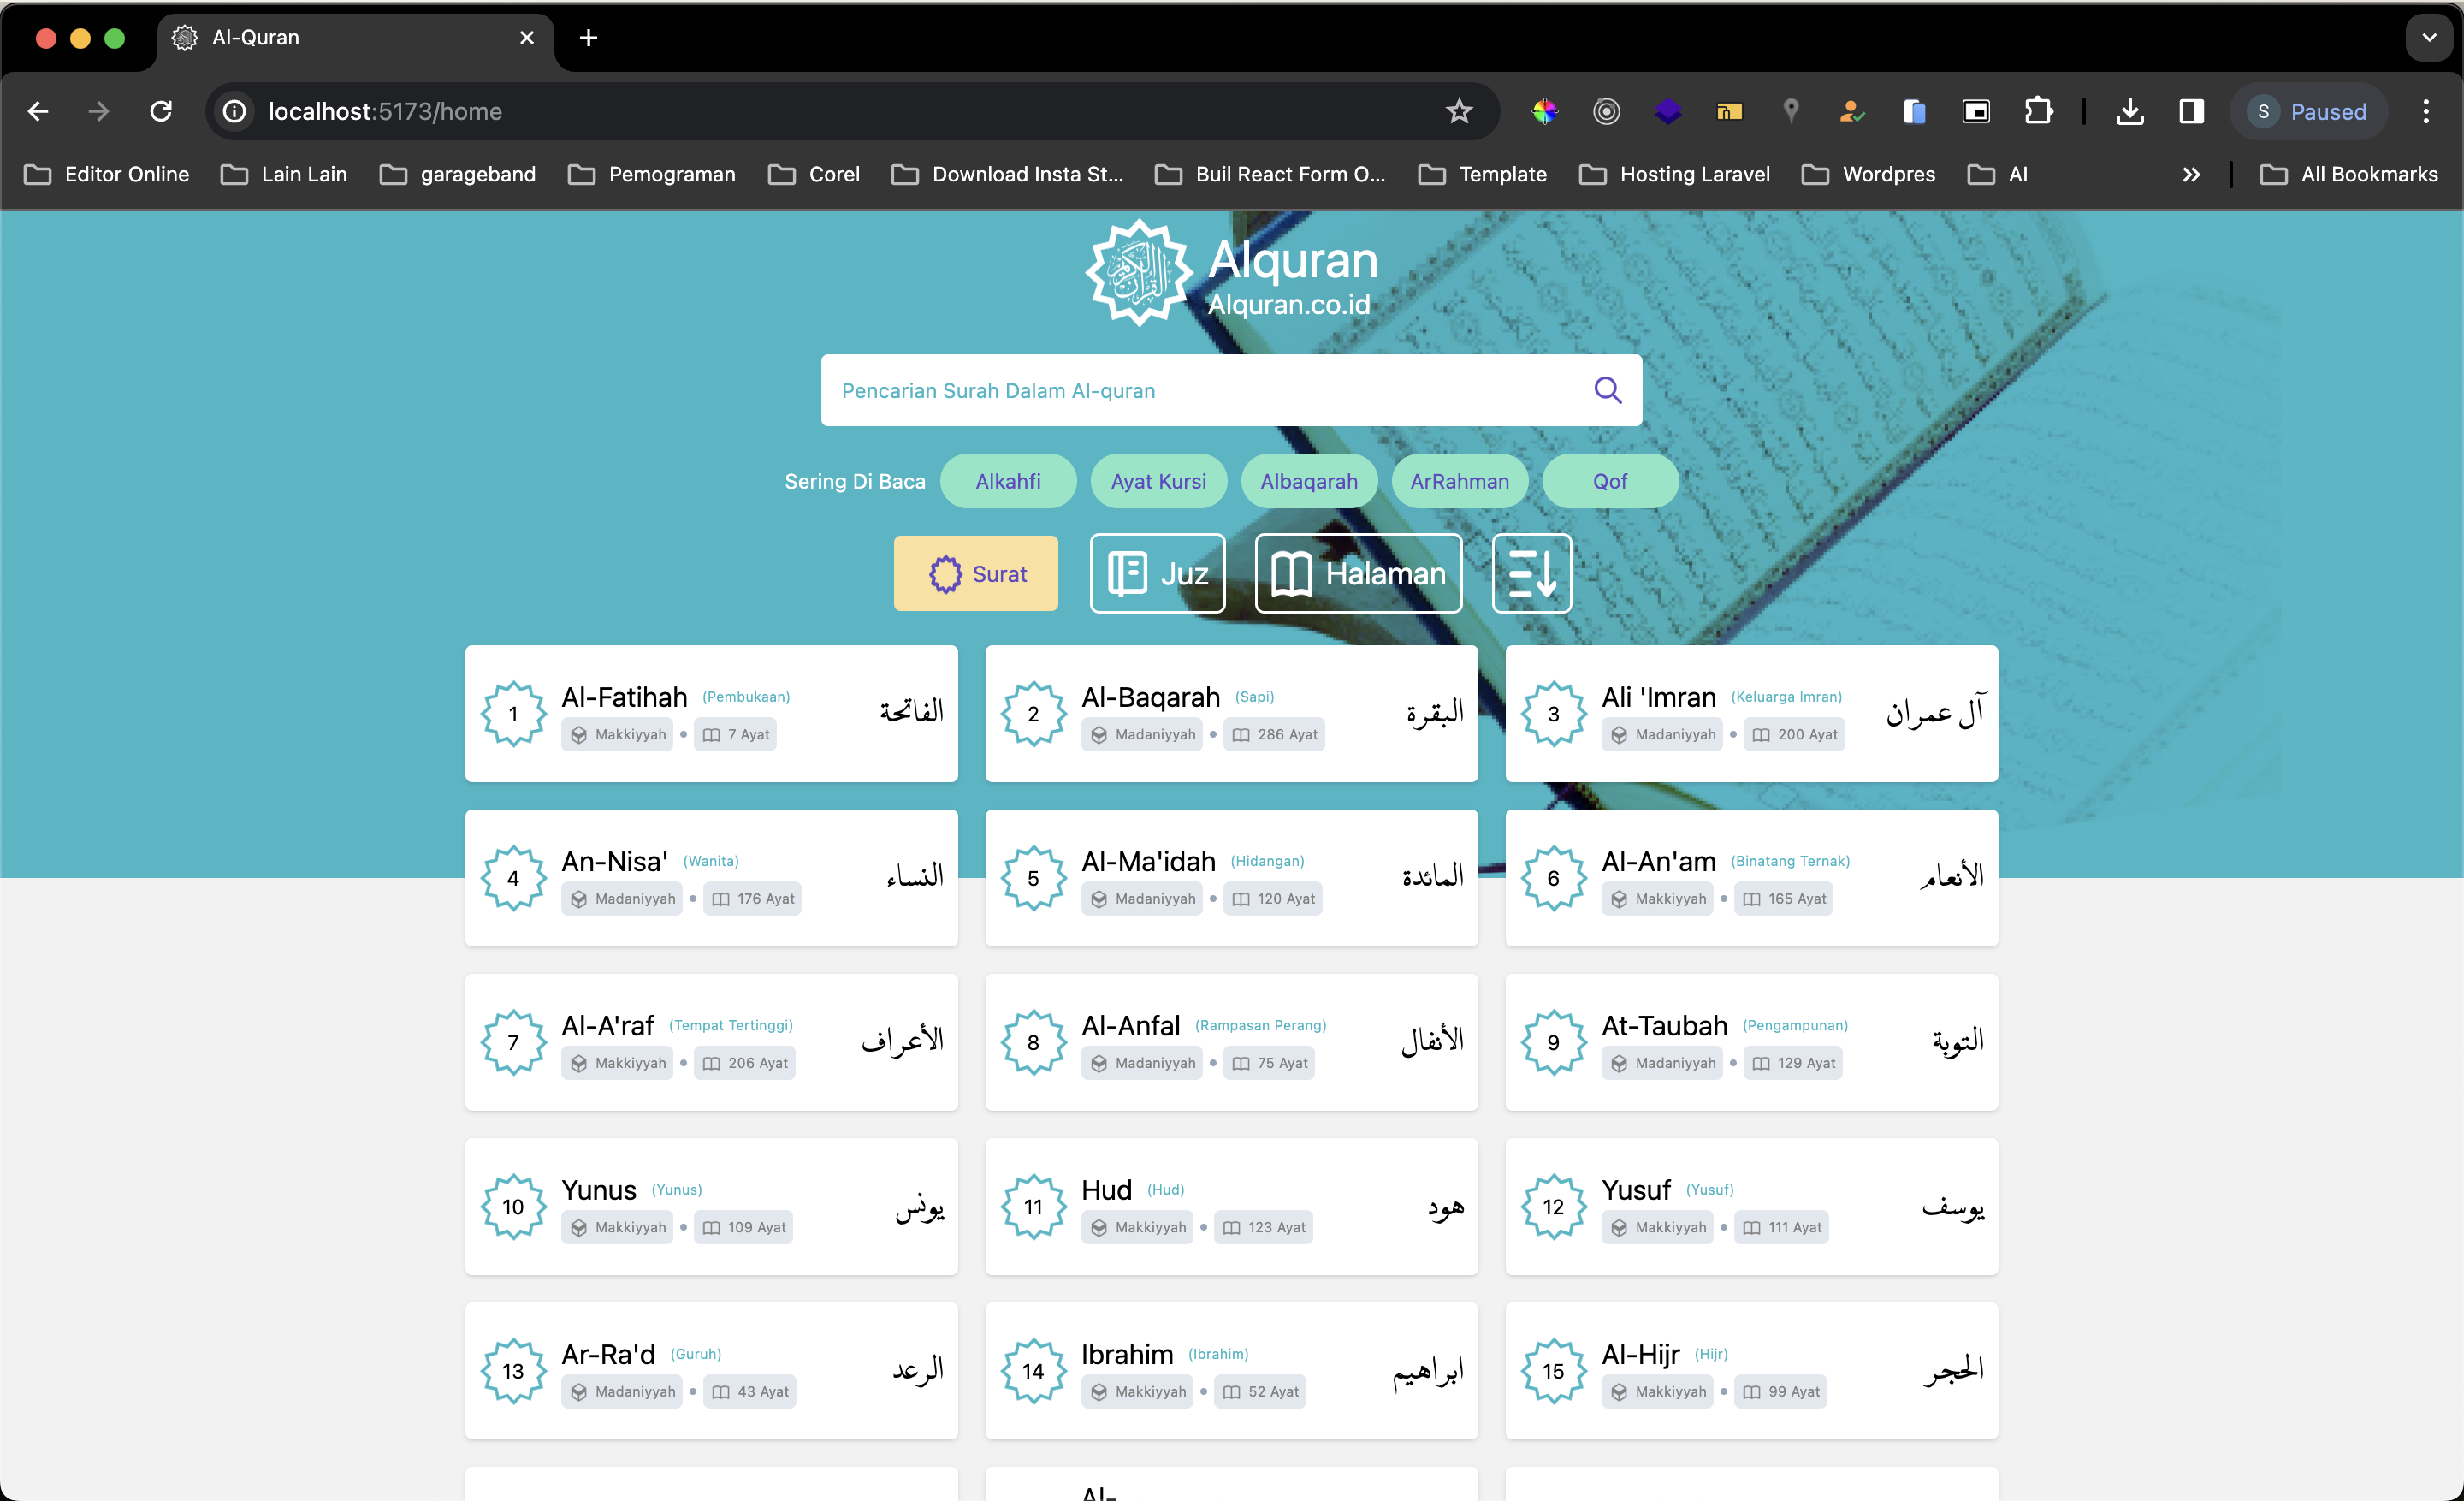 Al-Quran
localhost:5173/home
S Paused
Editor Online Lain Lain garageband Pemograman Corel Download Insta St... Buil React Form O... Template Hosting Laravel Wordpres AI All Bookmarks
القرآن الكريم
Alquran
Alquran.co.id
Pencarian Surah Dalam Al-quran
Sering Di Baca Alkahfi Ayat Kursi Albaqarah ArRahman Qof
Surat Juz Halaman
1 Al-Fatihah (Pembukaan) الفاتحة
Makkiyyah • 7 Ayat
2 Al-Baqarah (Sapi) البقرة
Madaniyyah • 286 Ayat
3 Ali 'Imran (Keluarga Imran) آل عمران
Madaniyyah • 200 Ayat
4 An-Nisa' (Wanita) النساء
Madaniyyah • 176 Ayat
5 Al-Ma'idah (Hidangan) المائدة
Madaniyyah • 120 Ayat
6 Al-An'am (Binatang Ternak) الأنعام
Makkiyyah • 165 Ayat
7 Al-A'raf (Tempat Tertinggi) الأعراف
Makkiyyah • 206 Ayat
8 Al-Anfal (Rampasan Perang) الأنفال
Madaniyyah • 75 Ayat
9 At-Taubah (Pengampunan) التوبة
Madaniyyah • 129 Ayat
10 Yunus (Yunus) يونس
Makkiyyah • 109 Ayat
11 Hud (Hud) هود
Makkiyyah • 123 Ayat
12 Yusuf (Yusuf) يوسف
Makkiyyah • 111 Ayat
13 Ar-Ra'd (Guruh) الرعد
Madaniyyah • 43 Ayat
14 Ibrahim (Ibrahim) ابراهيم
Makkiyyah • 52 Ayat
15 Al-Hijr (Hijr) الحجر
Makkiyyah • 99 Ayat
Al-